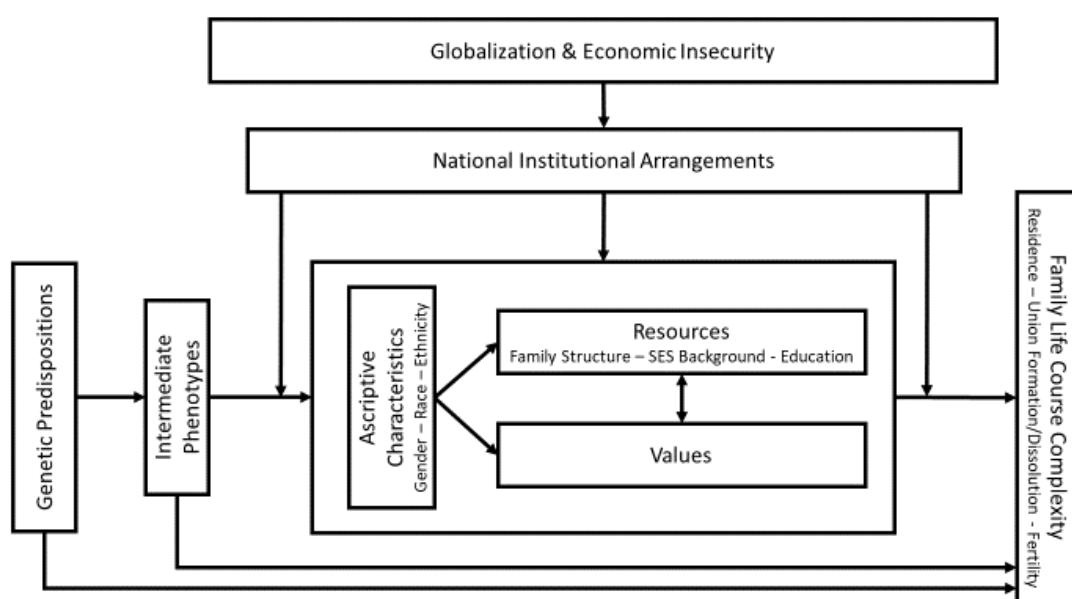 Globalization & Economic Insecurity
National Institutional Arrangements
Genetic Predispositions
Intermediate
Phenotypes
Ascriptive
Characteristics
Gender – Race – Ethnicity
Resources
Family Structure – SES Background - Education
Values
Family Life Course Complexity
Residence – Union Formation/Dissolution - Fertility